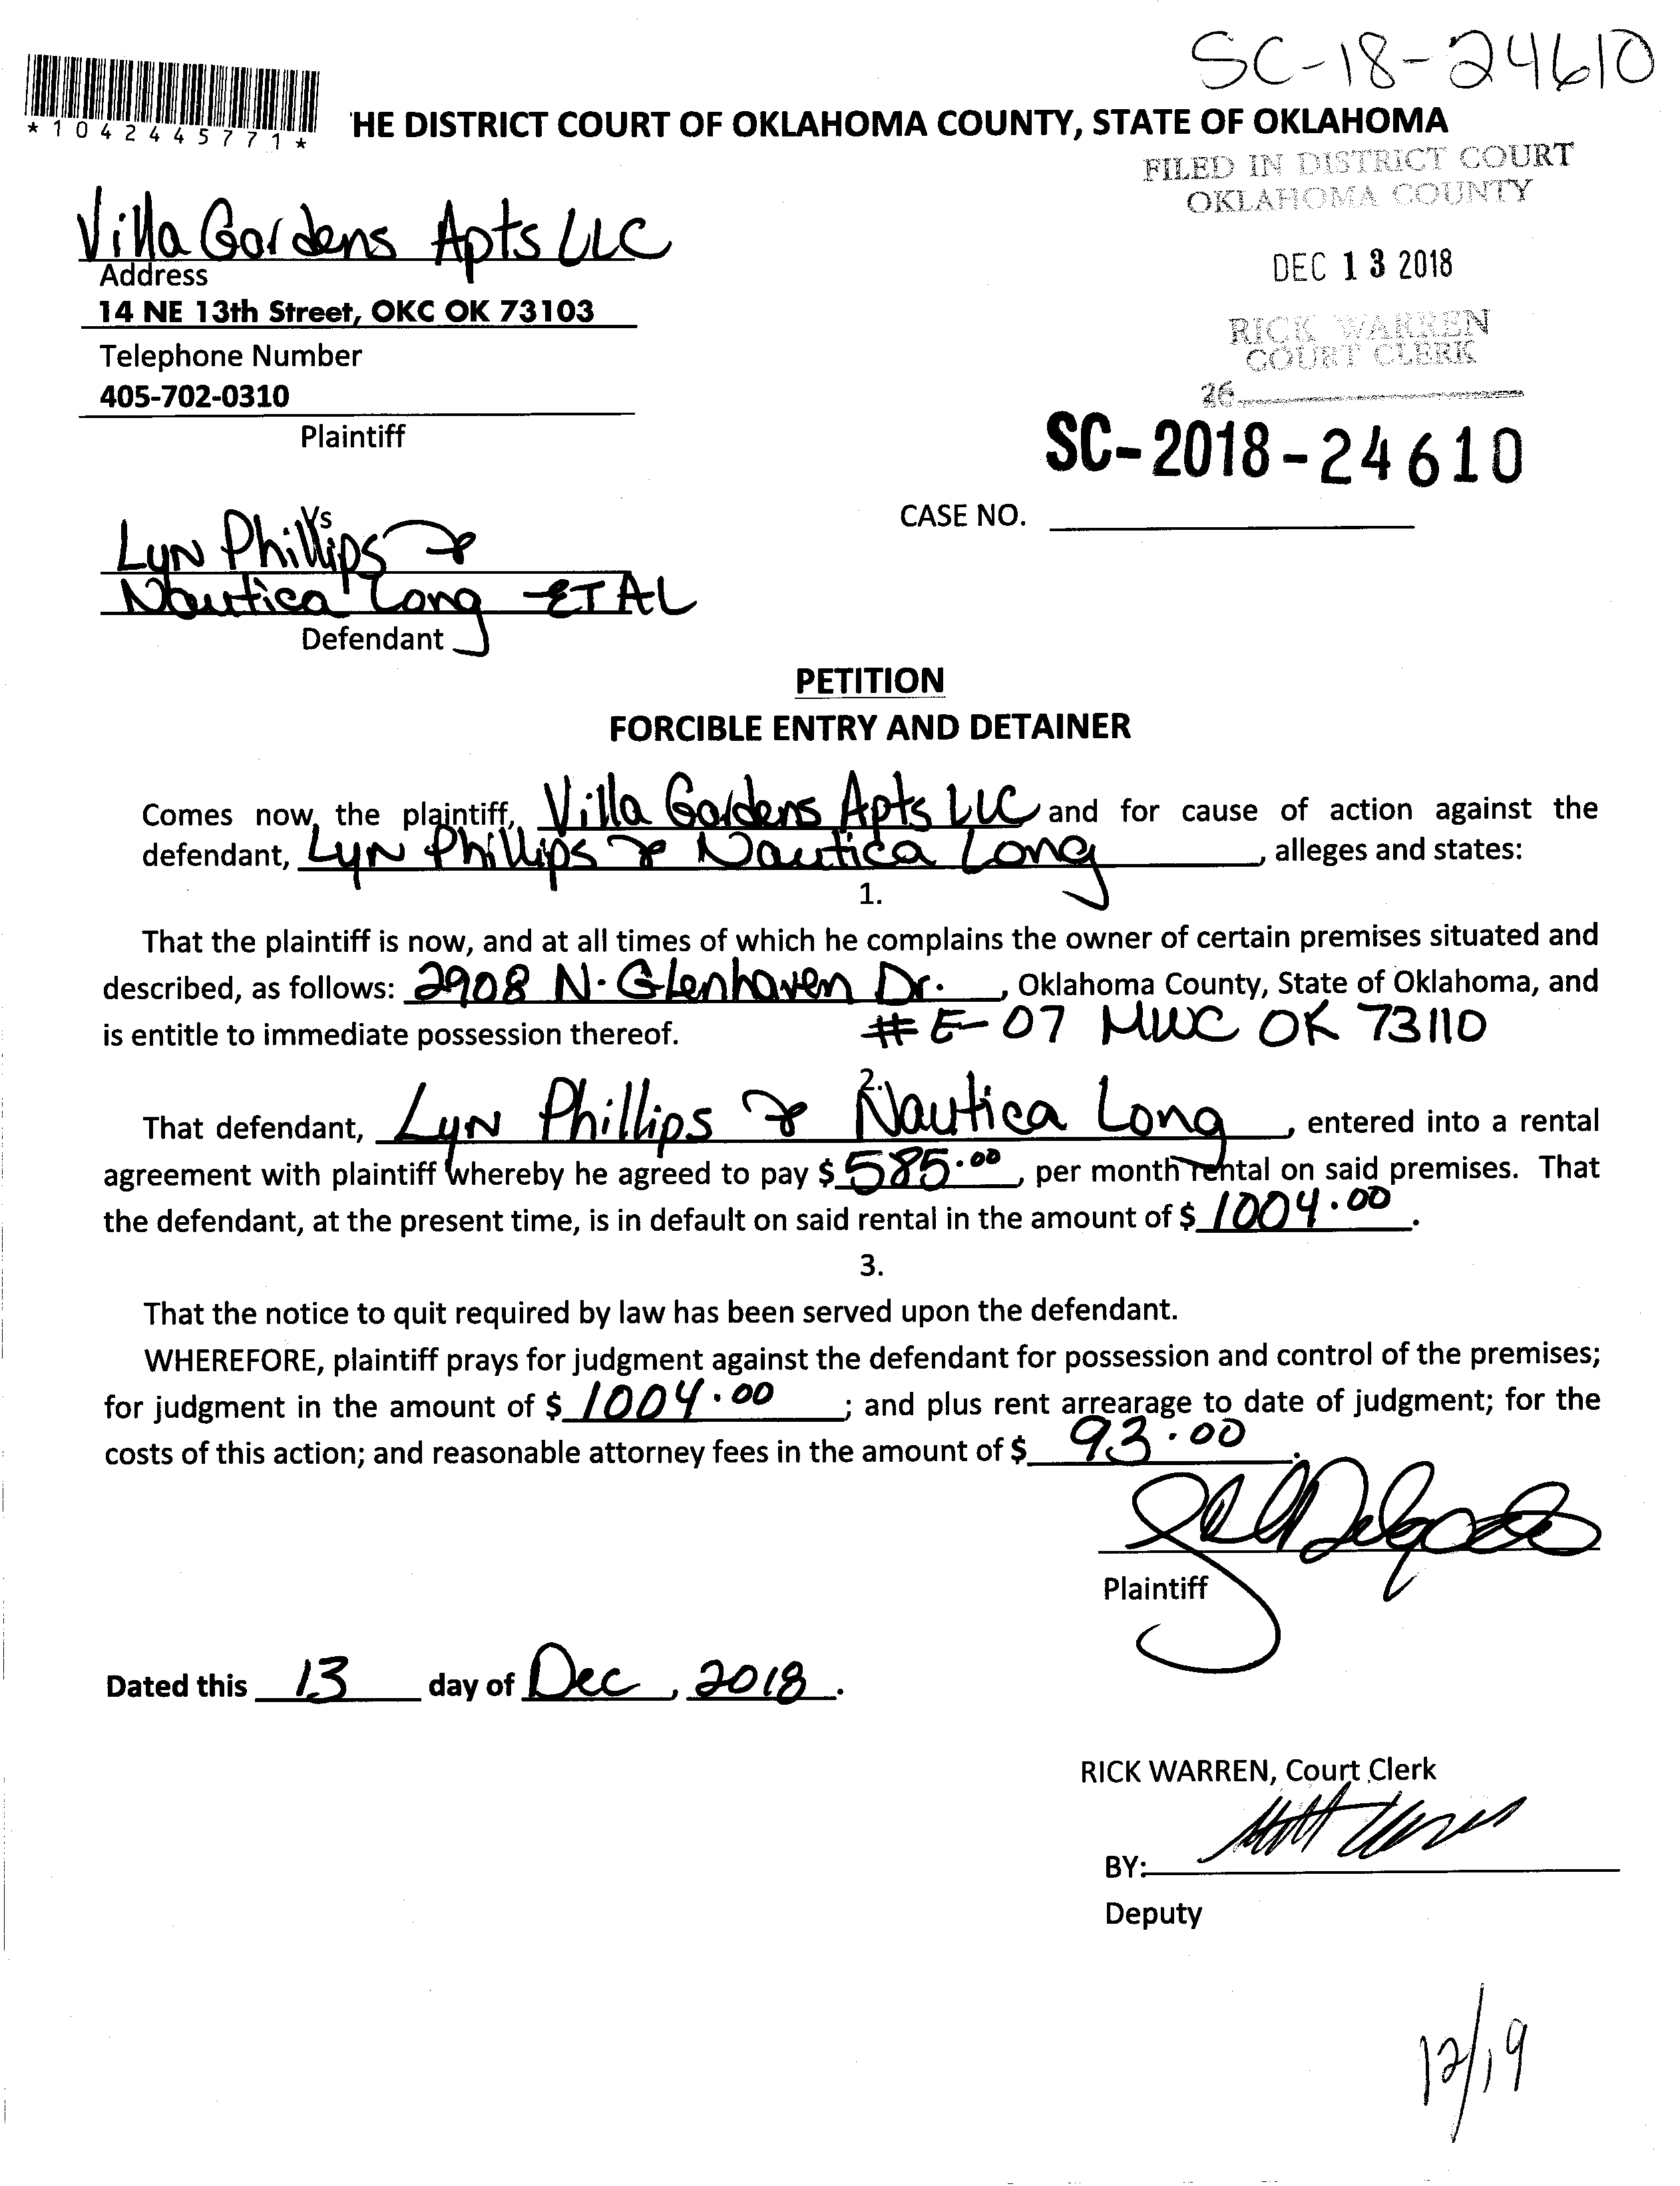 SC-18-24610
*1042445771*
'HE DISTRICT COURT OF OKLAHOMA COUNTY, STATE OF OKLAHOMA
FILED IN DISTRICT COURT
OKLAHOMA COUNTY
Villa Gardens Apts LLC
Address
DEC 13 2018
14 NE 13th Street, OKC OK 73103
RICK WARREN
COURT CLERK
Telephone Number
405-702-0310
26
Plaintiff
SC-2018-24610
Vs
CASE NO.
Lyn Phillips &
Nautica Long ET AL
Defendant
PETITION
FORCIBLE ENTRY AND DETAINER
Comes now, the plaintiff, Villa Gardens Apts LLC and for cause of action against the
defendant, Lyn Phillips & Nautica Long, alleges and states:
1.
That the plaintiff is now, and at all times of which he complains the owner of certain premises situated and
described, as follows: 2908 N. Glenhaven Dr., Oklahoma County, State of Oklahoma, and
is entitle to immediate possession thereof. #E-07 MWC OK 73110
2.
That defendant, Lyn Phillips & Nautica Long, entered into a rental
agreement with plaintiff whereby he agreed to pay $ 585.00, per month rental on said premises. That
the defendant, at the present time, is in default on said rental in the amount of $ 1004.00.
3.
That the notice to quit required by law has been served upon the defendant.
WHEREFORE, plaintiff prays for judgment against the defendant for possession and control of the premises;
for judgment in the amount of $ 1004.00; and plus rent arrearage to date of judgment; for the
costs of this action; and reasonable attorney fees in the amount of $ 93.00.
Delgado
Plaintiff
Dated this 13 day of Dec, 2018.
RICK WARREN, Court Clerk
BY:
Deputy
12/19